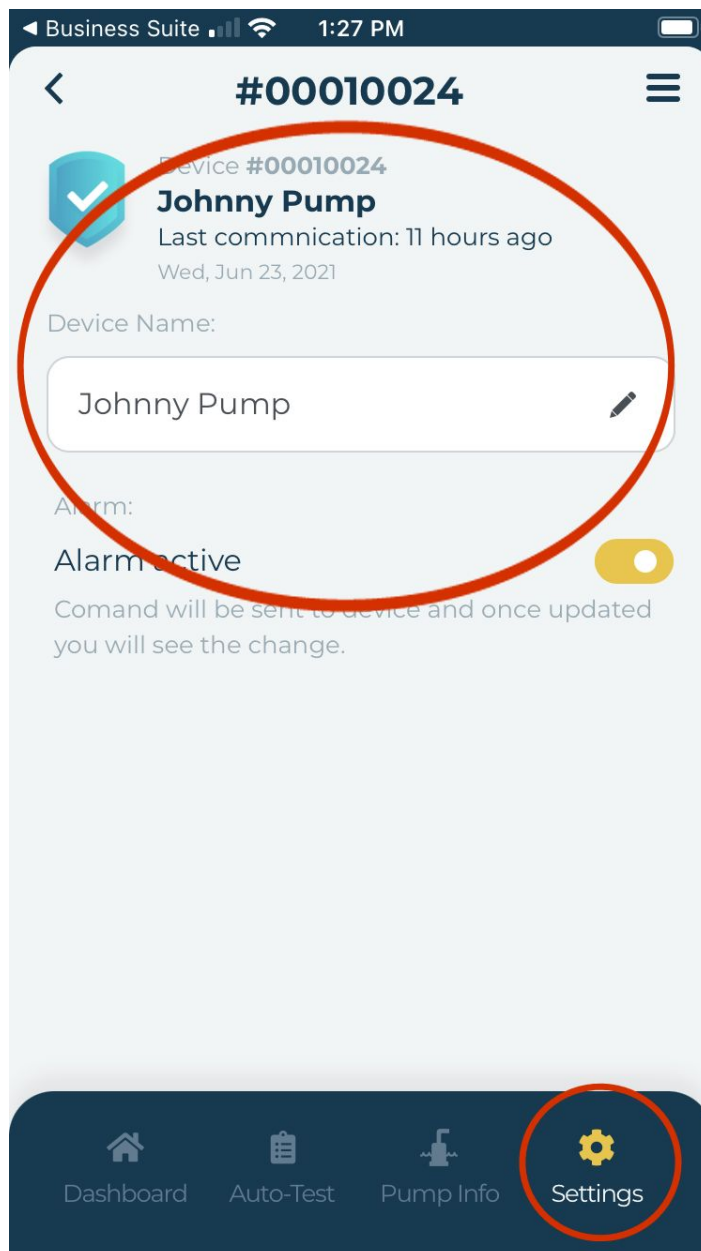 Business Suite 1:27 PM
#00010024
Device #00010024
Johnny Pump
Last commnication: 11 hours ago
Wed, Jun 23, 2021
Device Name:
Johnny Pump
Alarm:
Alarm active
Comand will be sent to device and once updated
you will see the change.
Dashboard Auto-Test Pump Info Settings